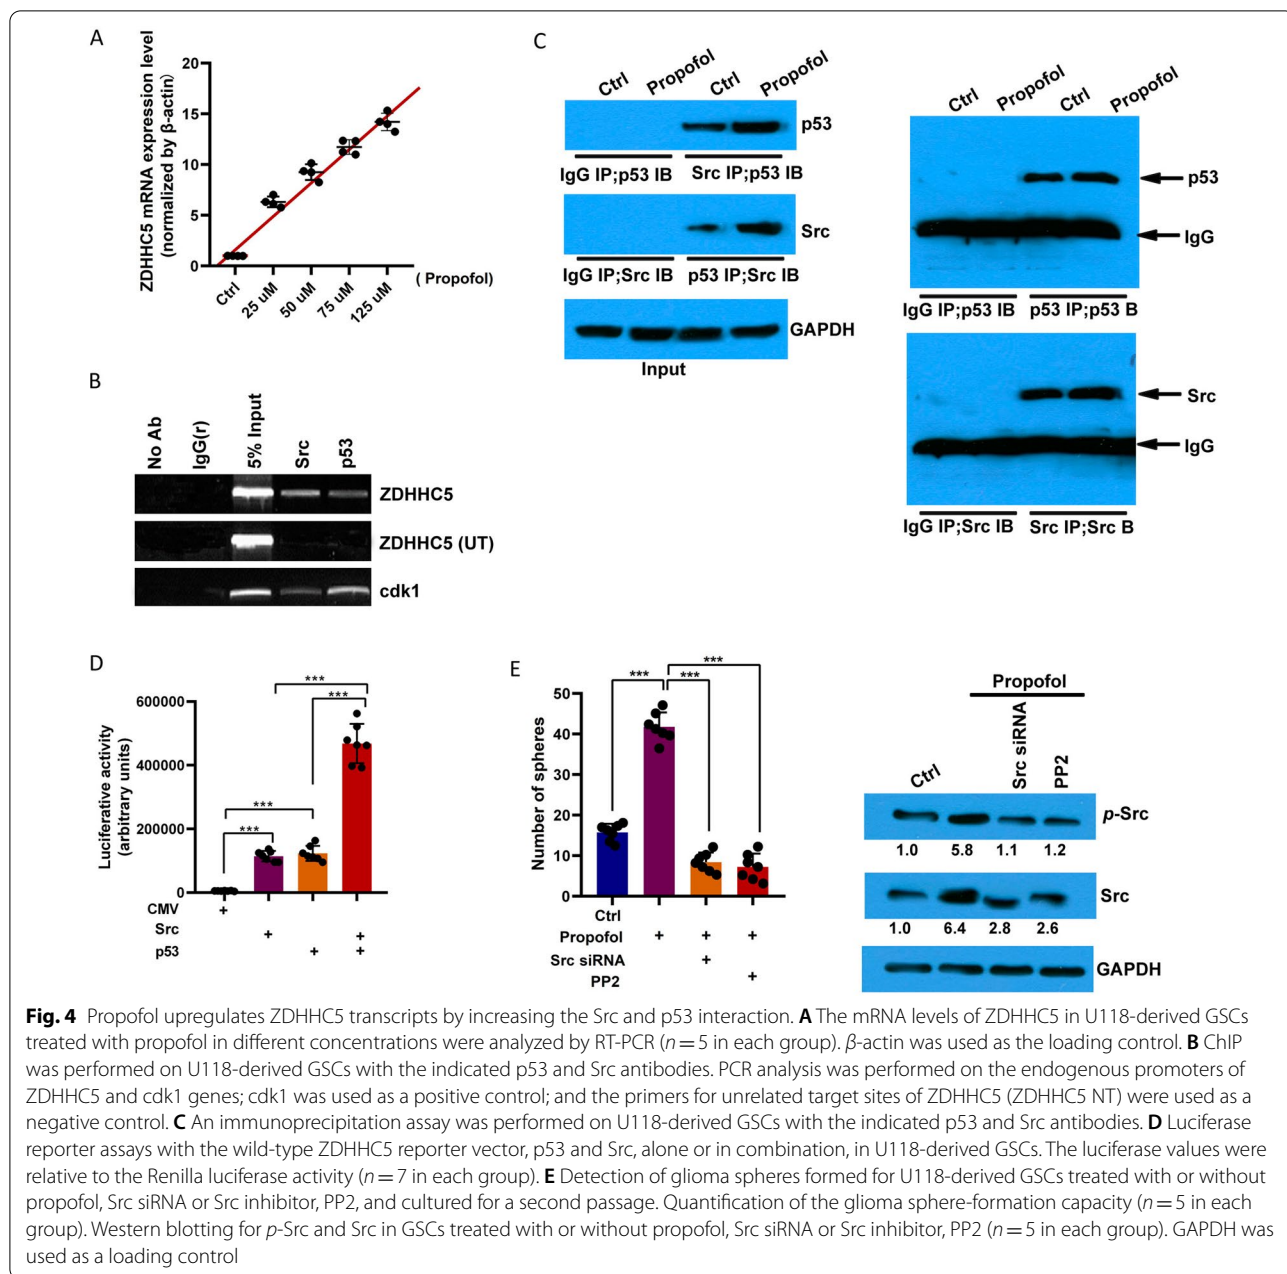 A
ZDHHC5 mRNA expression level
(normalized by β-actin)
20
15
10
5
0
Ctrl
25 uM
50 uM
75 uM
125 uM
( Propofol)
B
No Ab
IgG(r)
5% Input
Src
p53
ZDHHC5
ZDHHC5 (UT)
cdk1
C
Ctrl
Propofol
Ctrl
Propofol
p53
IgG IP;p53 IB
Src IP;p53 IB
Src
IgG IP;Src IB
p53 IP;Src IB
GAPDH
Input
Ctrl
Propofol
Ctrl
Propofol
p53
IgG
IgG IP;p53 IB
p53 IP;p53 B
Src
IgG
IgG IP;Src IB
Src IP;Src B
D
Luciferative activity
(arbitrary units)
600000
400000
200000
0
***
***
***
***
CMV +
Src + +
p53 + +
E
Number of spheres
50
40
30
20
10
0
***
***
***
Ctrl
Propofol + + +
Src siRNA +
PP2 +
Propofol
Ctrl
Src siRNA
PP2
p-Src
1.0 5.8 1.1 1.2
Src
1.0 6.4 2.8 2.6
GAPDH
Fig. 4 Propofol upregulates ZDHHC5 transcripts by increasing the Src and p53 interaction. A The mRNA levels of ZDHHC5 in U118-derived GSCs
treated with propofol in different concentrations were analyzed by RT-PCR (n = 5 in each group). β-actin was used as the loading control. B ChIP
was performed on U118-derived GSCs with the indicated p53 and Src antibodies. PCR analysis was performed on the endogenous promoters of
ZDHHC5 and cdk1 genes; cdk1 was used as a positive control; and the primers for unrelated target sites of ZDHHC5 (ZDHHC5 NT) were used as a
negative control. C An immunoprecipitation assay was performed on U118-derived GSCs with the indicated p53 and Src antibodies. D Luciferase
reporter assays with the wild-type ZDHHC5 reporter vector, p53 and Src, alone or in combination, in U118-derived GSCs. The luciferase values were
relative to the Renilla luciferase activity (n = 7 in each group). E Detection of glioma spheres formed for U118-derived GSCs treated with or without
propofol, Src siRNA or Src inhibitor, PP2, and cultured for a second passage. Quantification of the glioma sphere-formation capacity (n = 5 in each
group). Western blotting for p-Src and Src in GSCs treated with or without propofol, Src siRNA or Src inhibitor, PP2 (n = 5 in each group). GAPDH was
used as a loading control